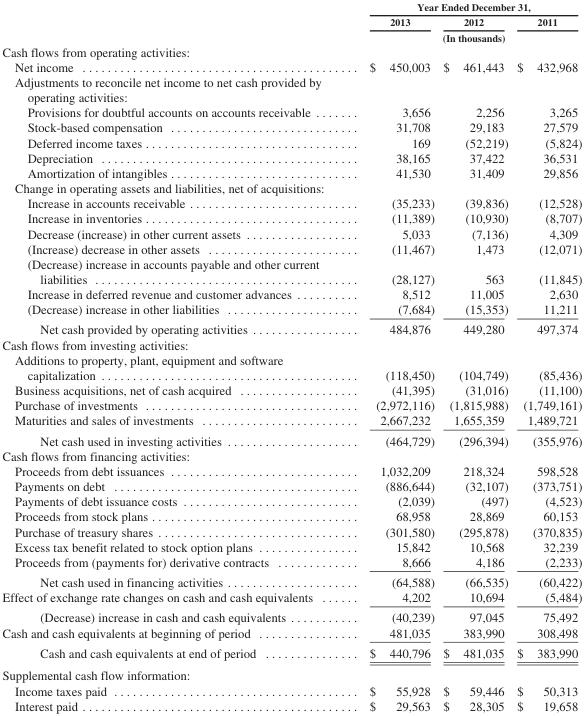 Year Ended December 31,
2013 2012 2011
(In thousands)
Cash flows from operating activities:
Net income . . . . . . . . . . . . . . . . . . . . . . . . . . . . . . . . . . . . . . . . . . $ 450,003 $ 461,443 $ 432,968
Adjustments to reconcile net income to net cash provided by
operating activities:
Provisions for doubtful accounts on accounts receivable . . . . . . . 3,656 2,256 3,265
Stock-based compensation . . . . . . . . . . . . . . . . . . . . . . . . . . . . 31,708 29,183 27,579
Deferred income taxes . . . . . . . . . . . . . . . . . . . . . . . . . . . . . . . 169 (52,219) (5,824)
Depreciation . . . . . . . . . . . . . . . . . . . . . . . . . . . . . . . . . . . . . . . 38,165 37,422 36,531
Amortization of intangibles . . . . . . . . . . . . . . . . . . . . . . . . . . . . 41,530 31,409 29,856
Change in operating assets and liabilities, net of acquisitions:
Increase in accounts receivable . . . . . . . . . . . . . . . . . . . . . . . . . (35,233) (39,836) (12,528)
Increase in inventories . . . . . . . . . . . . . . . . . . . . . . . . . . . . . . . . (11,389) (10,930) (8,707)
Decrease (increase) in other current assets . . . . . . . . . . . . . . . . . 5,033 (7,136) 4,309
(Increase) decrease in other assets . . . . . . . . . . . . . . . . . . . . . . . (11,467) 1,473 (12,071)
(Decrease) increase in accounts payable and other current
liabilities . . . . . . . . . . . . . . . . . . . . . . . . . . . . . . . . . . . . . . . . (28,127) 563 (11,845)
Increase in deferred revenue and customer advances . . . . . . . . . . 8,512 11,005 2,630
(Decrease) increase in other liabilities . . . . . . . . . . . . . . . . . . . . . (7,684) (15,353) 11,211
Net cash provided by operating activities . . . . . . . . . . . . . . . . 484,876 449,280 497,374
Cash flows from investing activities:
Additions to property, plant, equipment and software
capitalization . . . . . . . . . . . . . . . . . . . . . . . . . . . . . . . . . . . . . . . (118,450) (104,749) (85,436)
Business acquisitions, net of cash acquired . . . . . . . . . . . . . . . . . . . (41,395) (31,016) (11,100)
Purchase of investments . . . . . . . . . . . . . . . . . . . . . . . . . . . . . . . . (2,972,116) (1,815,988) (1,749,161)
Maturities and sales of investments . . . . . . . . . . . . . . . . . . . . . . . . . 2,667,232 1,655,359 1,489,721
Net cash used in investing activities . . . . . . . . . . . . . . . . . . . . (464,729) (296,394) (355,976)
Cash flows from financing activities:
Proceeds from debt issuances . . . . . . . . . . . . . . . . . . . . . . . . . . . . . 1,032,209 218,324 598,528
Payments on debt . . . . . . . . . . . . . . . . . . . . . . . . . . . . . . . . . . . . . . (886,644) (32,107) (373,751)
Payments of debt issuance costs . . . . . . . . . . . . . . . . . . . . . . . . . . . (2,039) (497) (4,523)
Proceeds from stock plans . . . . . . . . . . . . . . . . . . . . . . . . . . . . . . . . 68,958 28,869 60,153
Purchase of treasury shares . . . . . . . . . . . . . . . . . . . . . . . . . . . . . . . (301,580) (295,878) (370,835)
Excess tax benefit related to stock option plans . . . . . . . . . . . . . . . . 15,842 10,568 32,239
Proceeds from (payments for) derivative contracts . . . . . . . . . . . . . 8,666 4,186 (2,233)
Net cash used in financing activities . . . . . . . . . . . . . . . . . . . . . (64,588) (66,535) (60,422)
Effect of exchange rate changes on cash and cash equivalents . . . . . . 4,202 10,694 (5,484)
(Decrease) increase in cash and cash equivalents . . . . . . . . . . . (40,239) 97,045 75,492
Cash and cash equivalents at beginning of period . . . . . . . . . . . . . . . . 481,035 383,990 308,498
Cash and cash equivalents at end of period . . . . . . . . . . . . . . $ 440,796 $ 481,035 $ 383,990
Supplemental cash flow information:
Income taxes paid . . . . . . . . . . . . . . . . . . . . . . . . . . . . . . . . . . . . . $ 55,928 $ 59,446 $ 50,313
Interest paid . . . . . . . . . . . . . . . . . . . . . . . . . . . . . . . . . . . . . . . . . . $ 29,563 $ 28,305 $ 19,658